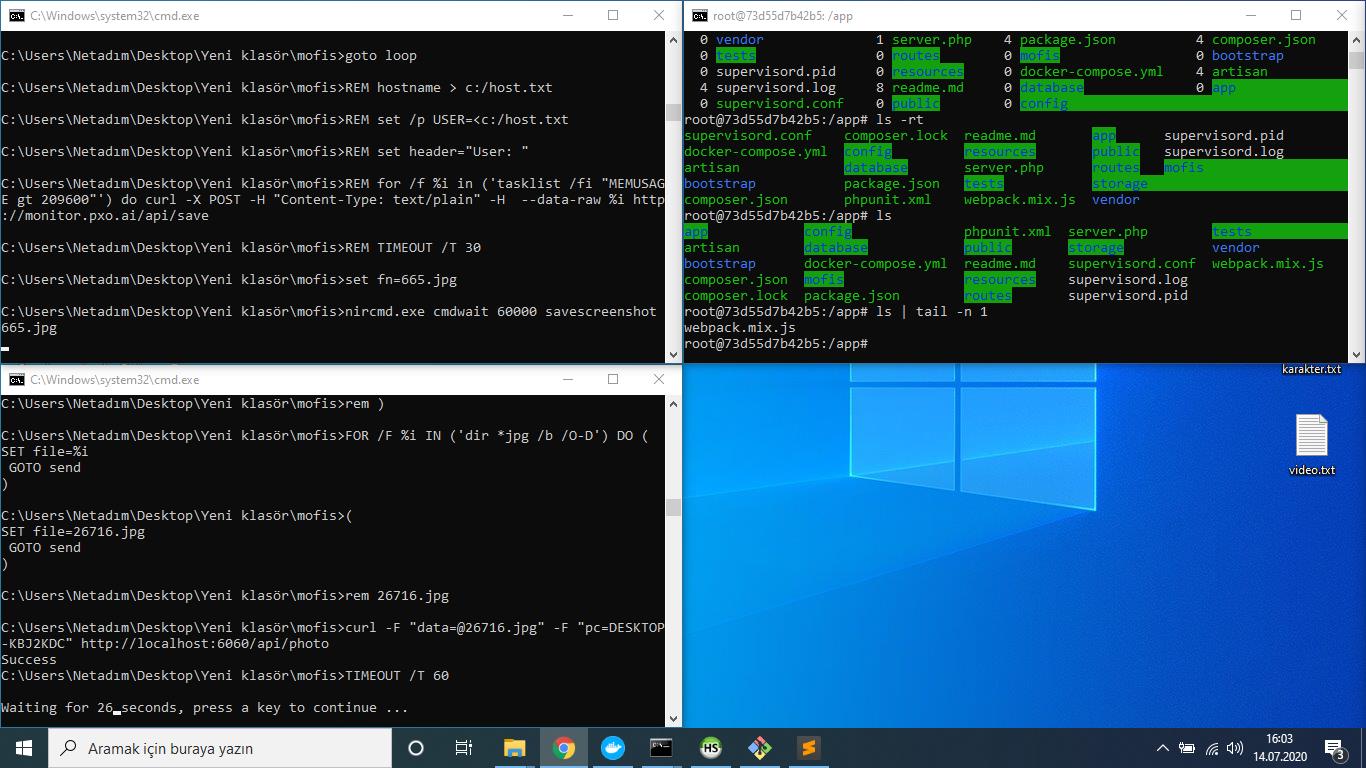 C:\Windows\system32\cmd.exe
C:\Users\Netadım\Desktop\Yeni klasör\mofis>goto loop
C:\Users\Netadım\Desktop\Yeni klasör\mofis>REM hostname > c:/host.txt
C:\Users\Netadım\Desktop\Yeni klasör\mofis>REM set /p USER=<c:/host.txt
C:\Users\Netadım\Desktop\Yeni klasör\mofis>REM set header="User: "
C:\Users\Netadım\Desktop\Yeni klasör\mofis>REM for /f %i in ('tasklist /fi "MEMUSAG
E gt 209600"') do curl -X POST -H "Content-Type: text/plain" -H  --data-raw %i http
://monitor.pxo.ai/api/save
C:\Users\Netadım\Desktop\Yeni klasör\mofis>REM TIMEOUT /T 30
C:\Users\Netadım\Desktop\Yeni klasör\mofis>set fn=665.jpg
C:\Users\Netadım\Desktop\Yeni klasör\mofis>nircmd.exe cmdwait 60000 savescreenshot
665.jpg
root@73d55d7b42b5: /app
0 vendor 1 server.php 4 package.json 4 composer.json
0 tests 0 routes 0 mofis 0 bootstrap
0 supervisord.pid 0 resources 0 docker-compose.yml 4 artisan
4 supervisord.log 8 readme.md 0 database 0 app
0 supervisord.conf 0 public 0 config
root@73d55d7b42b5:/app# ls -rt
supervisord.conf composer.lock readme.md app supervisord.pid
docker-compose.yml config resources public supervisord.log
artisan database server.php routes mofis
bootstrap package.json tests storage
composer.json phpunit.xml webpack.mix.js vendor
root@73d55d7b42b5:/app# ls
app config phpunit.xml server.php tests
artisan database public storage vendor
bootstrap docker-compose.yml readme.md supervisord.conf webpack.mix.js
composer.json mofis resources supervisord.log
composer.lock package.json routes supervisord.pid
root@73d55d7b42b5:/app# ls | tail -n 1
webpack.mix.js
root@73d55d7b42b5:/app#
C:\Windows\system32\cmd.exe
C:\Users\Netadım\Desktop\Yeni klasör\mofis>rem )
C:\Users\Netadım\Desktop\Yeni klasör\mofis>FOR /F %i IN ('dir *jpg /b /O-D') DO (
SET file=%i
GOTO send
)
C:\Users\Netadım\Desktop\Yeni klasör\mofis>(
SET file=26716.jpg
GOTO send
)
C:\Users\Netadım\Desktop\Yeni klasör\mofis>rem 26716.jpg
C:\Users\Netadım\Desktop\Yeni klasör\mofis>curl -F "data=@26716.jpg" -F "pc=DESKTOP
-KBJ2KDC" http://localhost:6060/api/photo
Success
C:\Users\Netadım\Desktop\Yeni klasör\mofis>TIMEOUT /T 60
Waiting for 26 seconds, press a key to continue ...
karakter.txt
video.txt
Aramak için buraya yazın
HS
16:03
14.07.2020
3